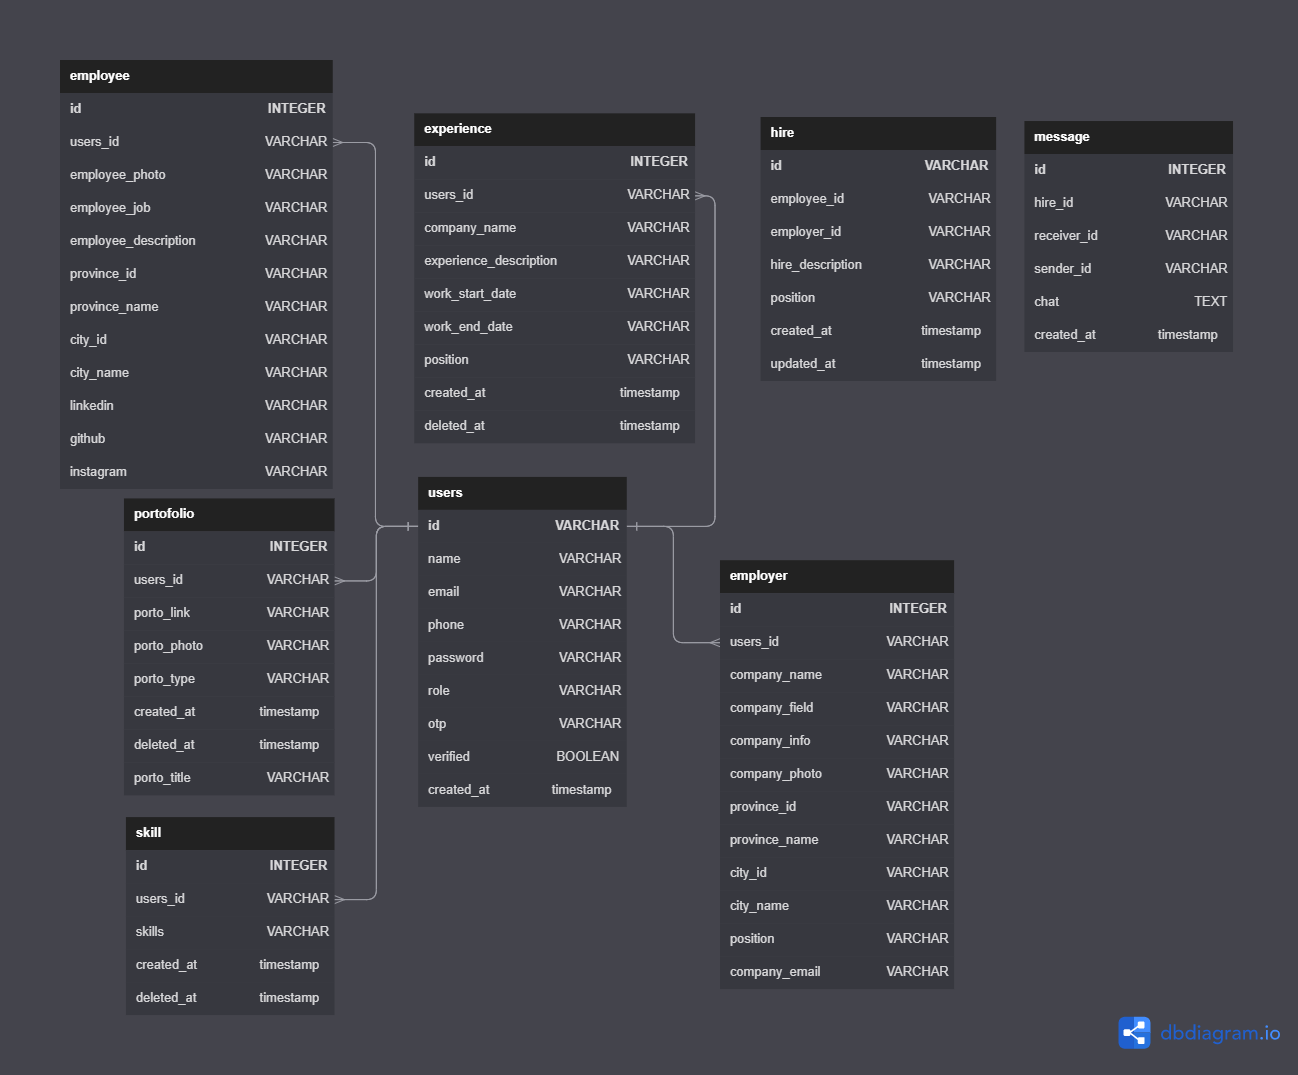 employee
id INTEGER
users_id VARCHAR
employee_photo VARCHAR
employee_job VARCHAR
employee_description VARCHAR
province_id VARCHAR
province_name VARCHAR
city_id VARCHAR
city_name VARCHAR
linkedin VARCHAR
github VARCHAR
instagram VARCHAR
experience
id INTEGER
users_id VARCHAR
company_name VARCHAR
experience_description VARCHAR
work_start_date VARCHAR
work_end_date VARCHAR
position VARCHAR
created_at timestamp
deleted_at timestamp
hire
id VARCHAR
employee_id VARCHAR
employer_id VARCHAR
hire_description VARCHAR
position VARCHAR
created_at timestamp
updated_at timestamp
message
id INTEGER
hire_id VARCHAR
receiver_id VARCHAR
sender_id VARCHAR
chat TEXT
created_at timestamp
portofolio
id INTEGER
users_id VARCHAR
porto_link VARCHAR
porto_photo VARCHAR
porto_type VARCHAR
created_at timestamp
deleted_at timestamp
porto_title VARCHAR
users
id VARCHAR
name VARCHAR
email VARCHAR
phone VARCHAR
password VARCHAR
role VARCHAR
otp VARCHAR
verified BOOLEAN
created_at timestamp
employer
id INTEGER
users_id VARCHAR
company_name VARCHAR
company_field VARCHAR
company_info VARCHAR
company_photo VARCHAR
province_id VARCHAR
province_name VARCHAR
city_id VARCHAR
city_name VARCHAR
position VARCHAR
company_email VARCHAR
skill
id INTEGER
users_id VARCHAR
skills VARCHAR
created_at timestamp
deleted_at timestamp
dbdiagram.io